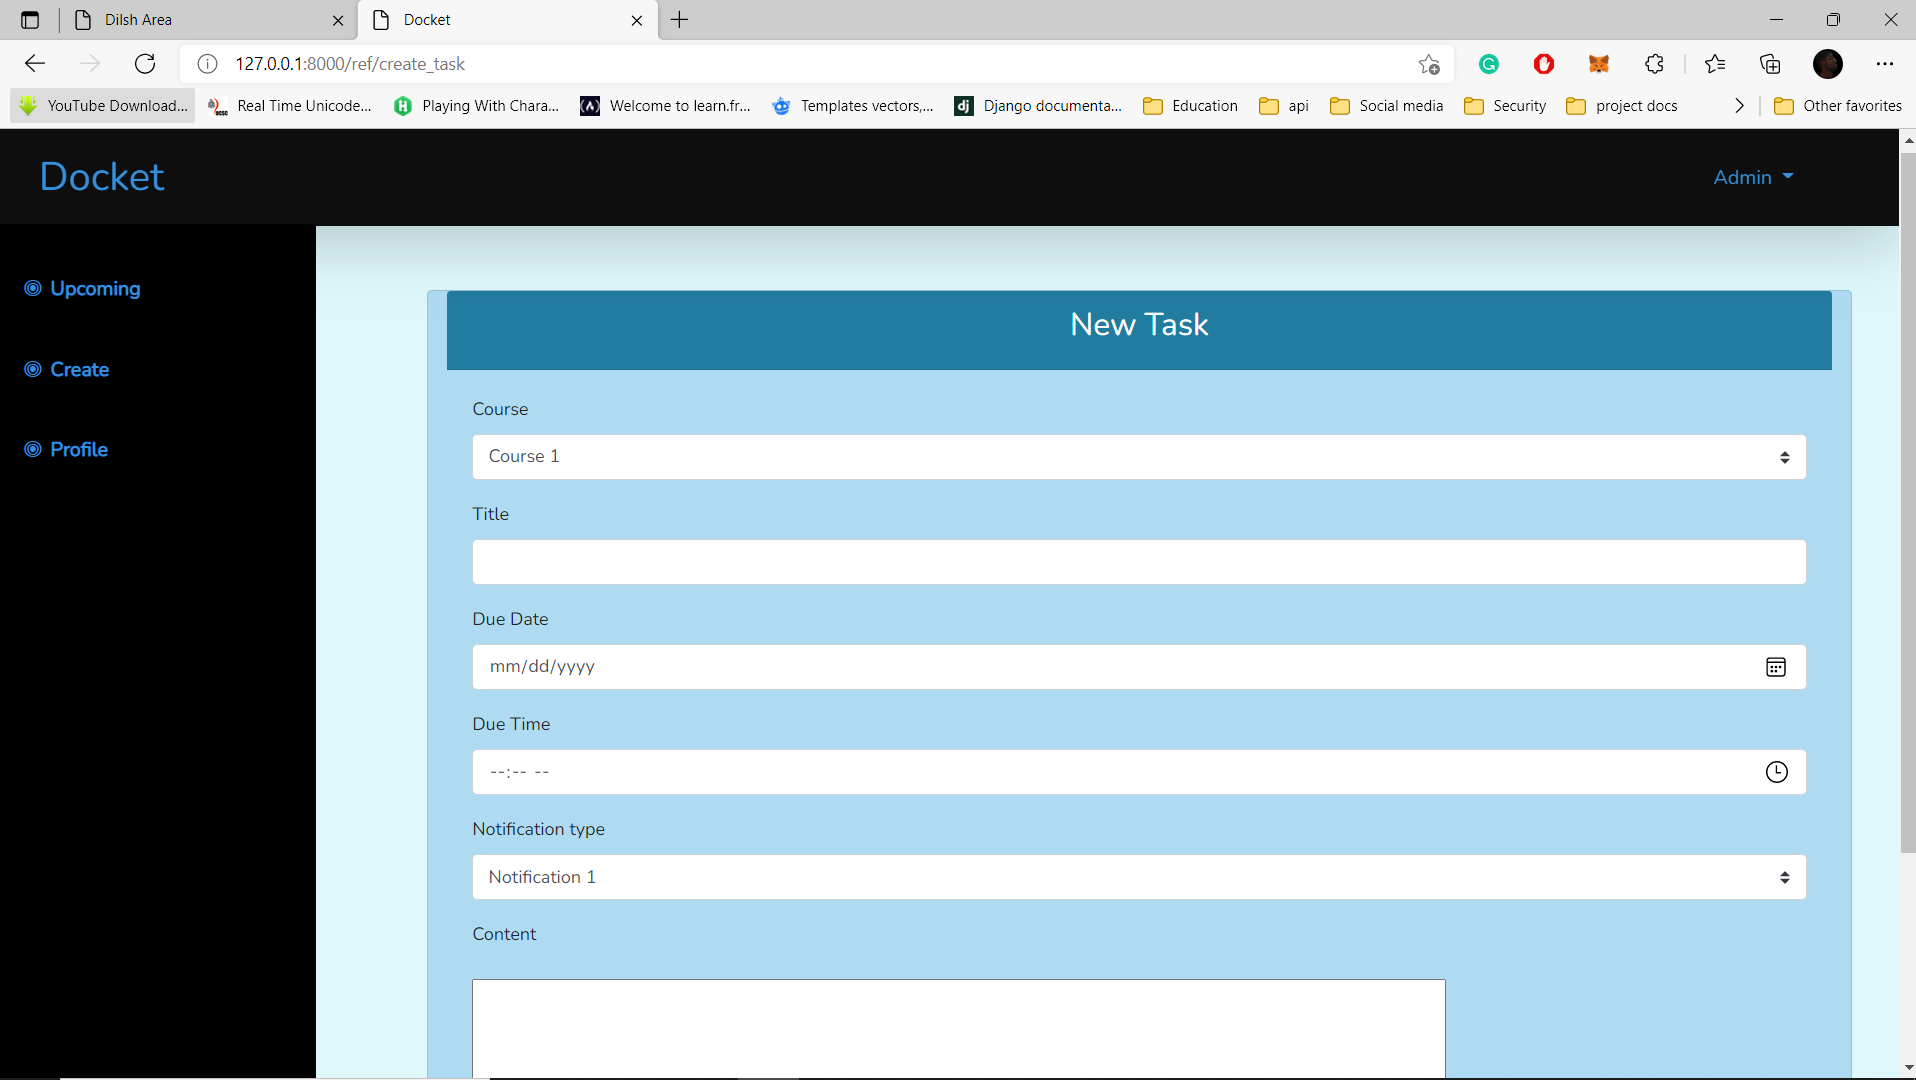 Dilsh Area
Docket
127.0.0.1:8000/ref/create_task
YouTube Download...
Real Time Unicode...
Playing With Chara...
Welcome to learn.fr...
Templates vectors,...
Django documenta...
Education
api
Social media
Security
project docs
Other favorites
Docket
Admin
Upcoming
Create
Profile
New Task
Course
Course 1
Title
Due Date
mm/dd/yyyy
Due Time
--:-- --
Notification type
Notification 1
Content